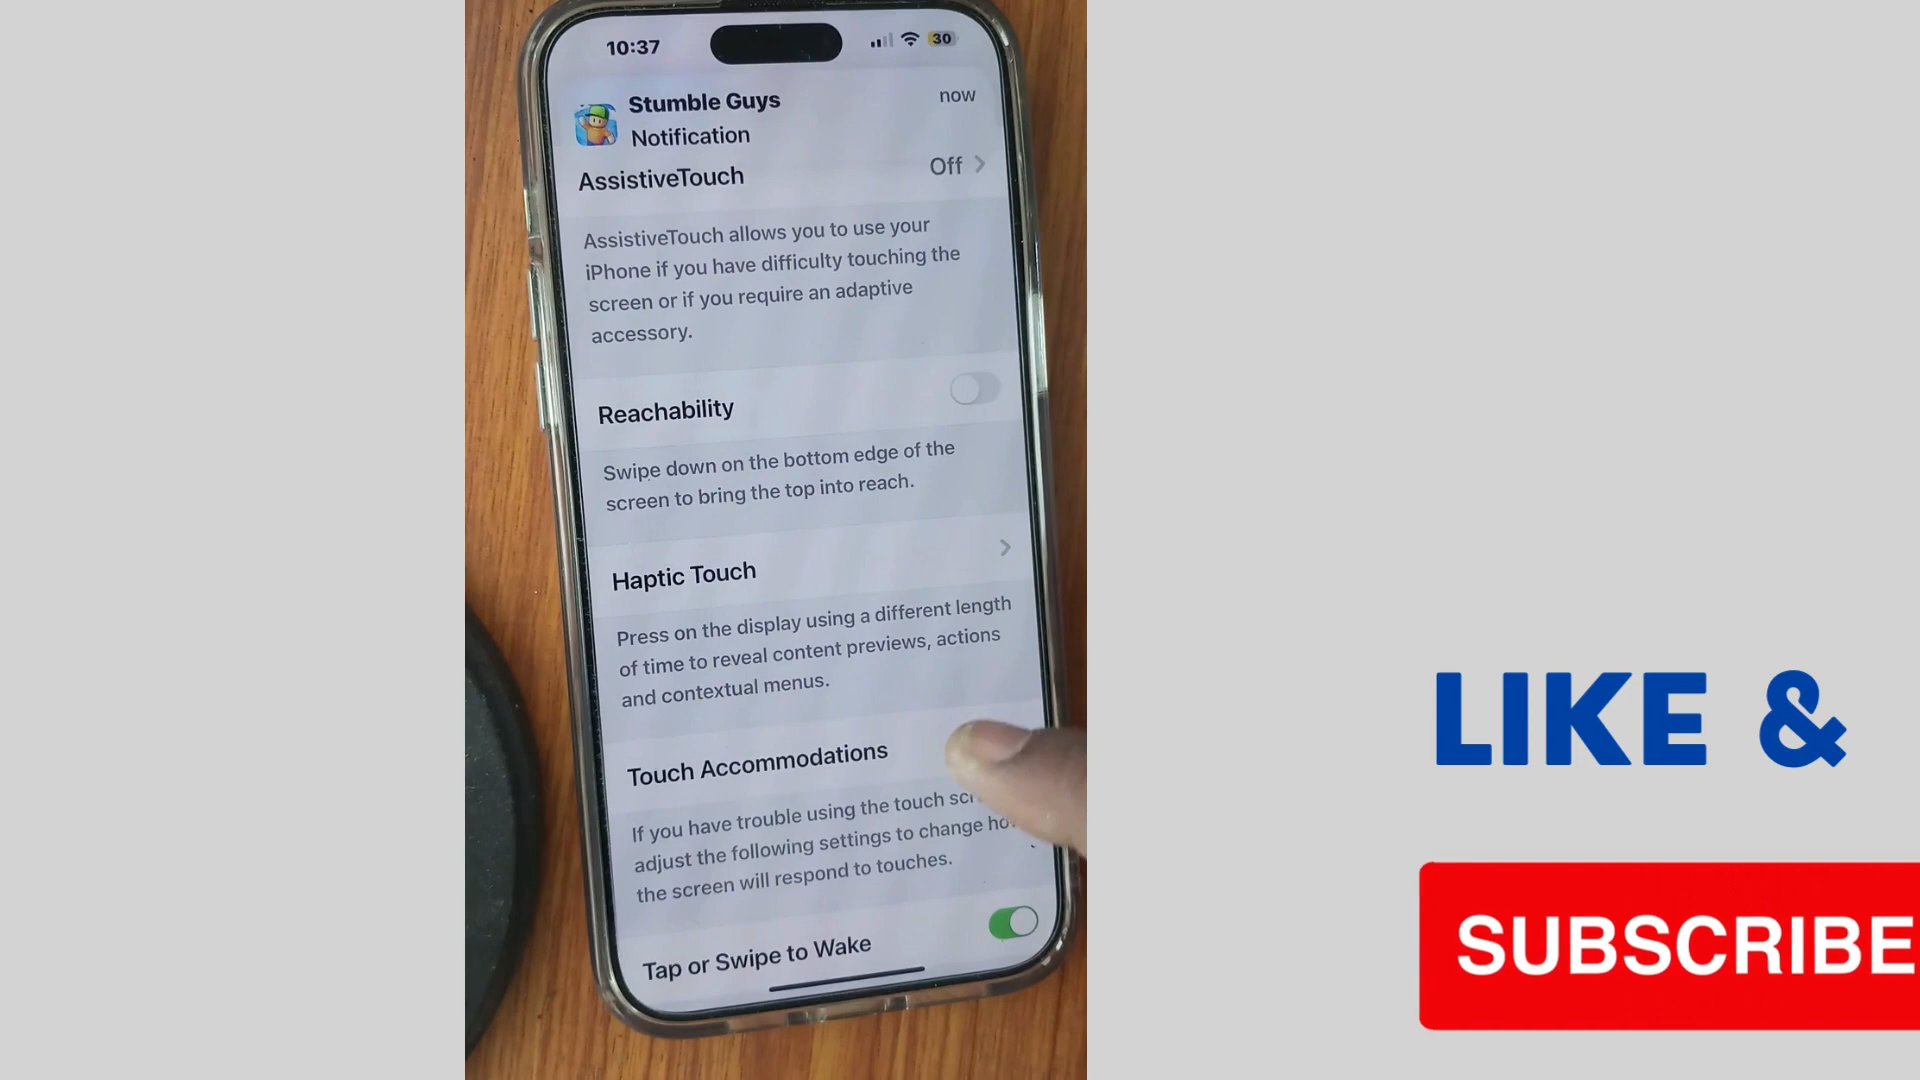 10:37
30
Stumble Guys
now
Notification
AssistiveTouch
Off
AssistiveTouch allows you to use your
iPhone if you have difficulty touching the
screen or if you require an adaptive
accessory.
Reachability
Swipe down on the bottom edge of the
screen to bring the top into reach.
Haptic Touch
Press on the display using a different length
of time to reveal content previews, actions
and contextual menus.
Touch Accommodations
If you have trouble using the touch
adjust the following settings to change
the screen will respond to touches.
Tap or Swipe to Wake
LIKE &
SUBSCRIBE